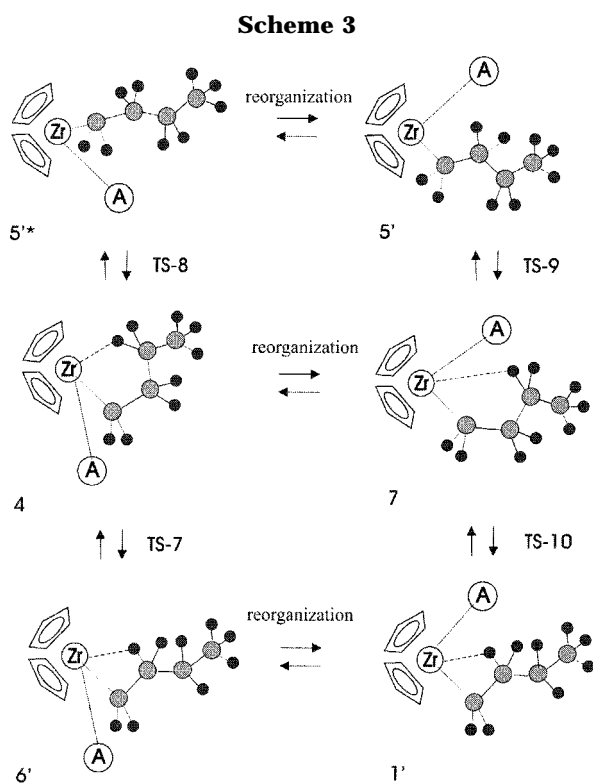 Scheme 3
A
reorganization
Zr
Zr
A
5'*
5'
TS-8
TS-9
A
reorganization
Zr
Zr
A
4
7
TS-7
TS-10
A
reorganization
Zr
Zr
A
6'
1'